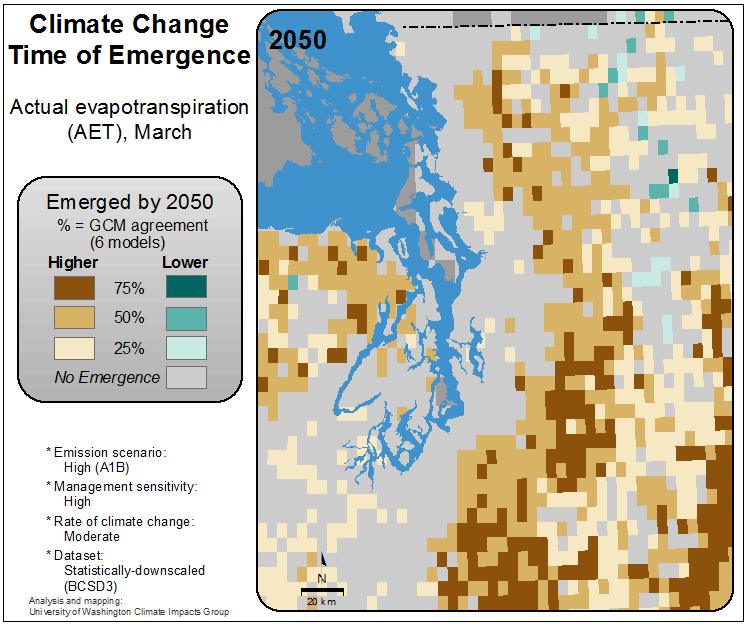 Climate Change
Time of Emergence
Actual evapotranspiration
(AET), March
Emerged by 2050
% = GCM agreement
(6 models)
Higher Lower
75%
50%
25%
No Emergence
* Emission scenario:
High (A1B)
* Management sensitivity:
High
* Rate of climate change:
Moderate
* Dataset:
Statistically-downscaled
(BCSD3)
Analysis and mapping:
University of Washington Climate Impacts Group
2050
N
20 km